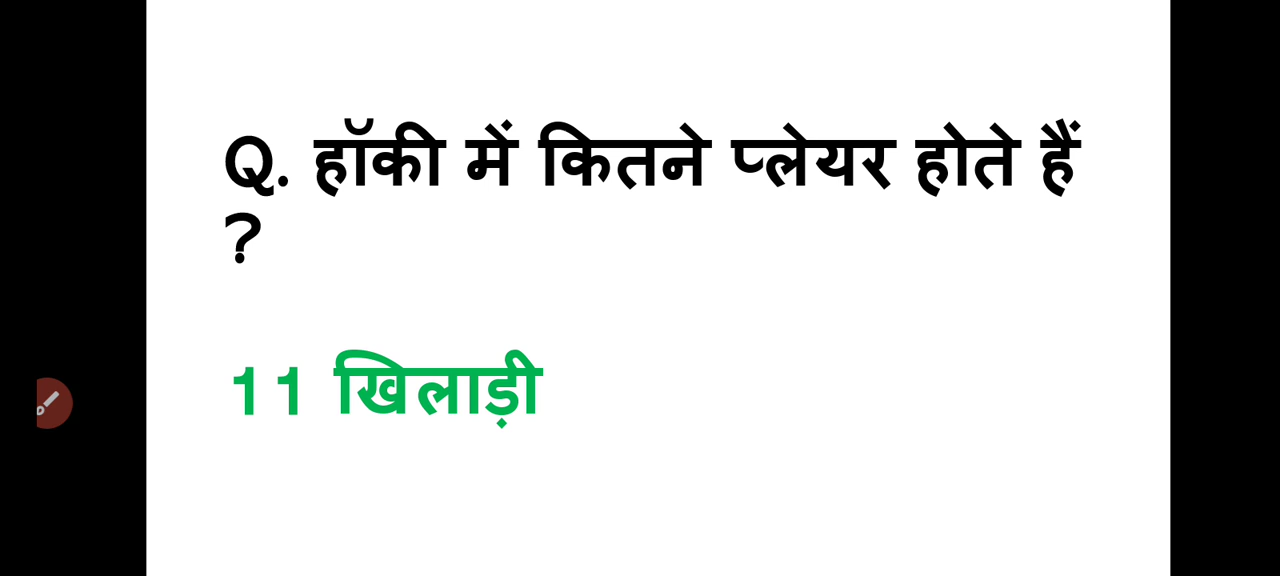 Q. हॉकी में कितने प्लेयर होते हैं
?
11 खिलाड़ी